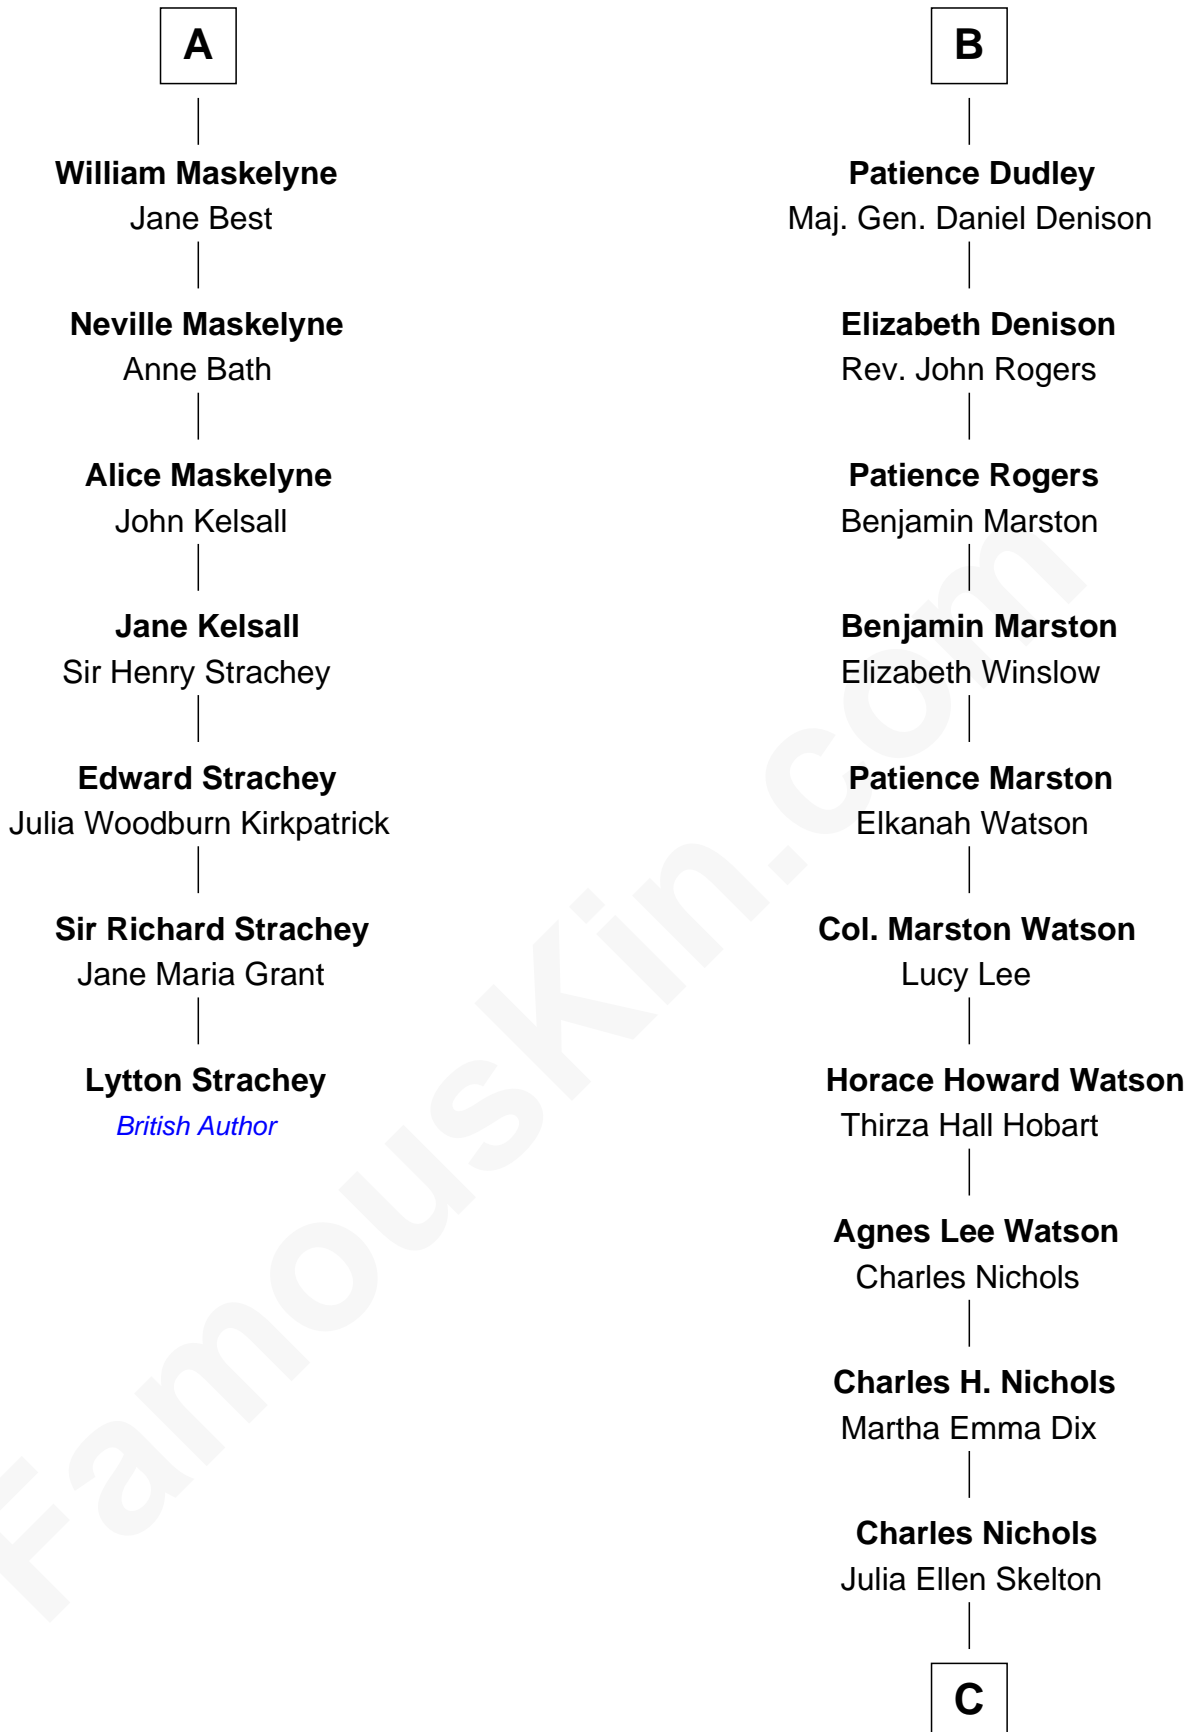 A
William Maskelyne
Jane Best
Neville Maskelyne
Anne Bath
Alice Maskelyne
John Kelsall
Jane Kelsall
Sir Henry Strachey
Edward Strachey
Julia Woodburn Kirkpatrick
Sir Richard Strachey
Jane Maria Grant
Lytton Strachey
British Author
B
Patience Dudley
Maj. Gen. Daniel Denison
Elizabeth Denison
Rev. John Rogers
Patience Rogers
Benjamin Marston
Benjamin Marston
Elizabeth Winslow
Patience Marston
Elkanah Watson
Col. Marston Watson
Lucy Lee
Horace Howard Watson
Thirza Hall Hobart
Agnes Lee Watson
Charles Nichols
Charles H. Nichols
Martha Emma Dix
Charles Nichols
Julia Ellen Skelton
C
FamousKin.com